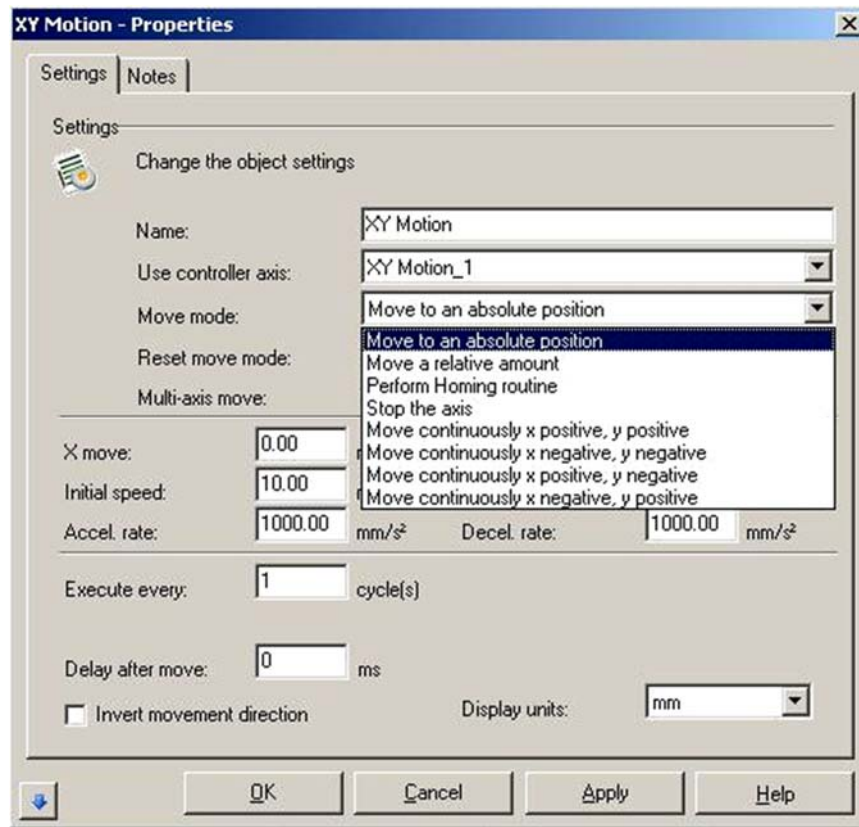 XY Motion - Properties
Settings Notes
Settings
Change the object settings
Name: XY Motion
Use controller axis: XY Motion_1
Move mode: Move to an absolute position
Move to an absolute position
Reset move mode: Move a relative amount
Perform Homing routine
Multi-axis move: Stop the axis
Move continuously x positive, y positive
X move: 0.00 Move continuously x negative, y negative
Move continuously x positive, y negative
Initial speed: 10.00 Move continuously x negative, y positive
Accel. rate: 1000.00 mm/s² Decel. rate: 1000.00 mm/s²
Execute every: 1 cycle(s)
Delay after move: 0 ms
Invert movement direction Display units: mm
OK Cancel Apply Help